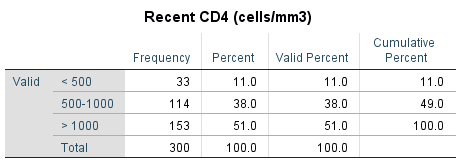 Recent CD4 (cells/mm3)
Frequency Percent Valid Percent Cumulative Percent
Valid < 500 33 11.0 11.0 11.0
500-1000 114 38.0 38.0 49.0
> 1000 153 51.0 51.0 100.0
Total 300 100.0 100.0